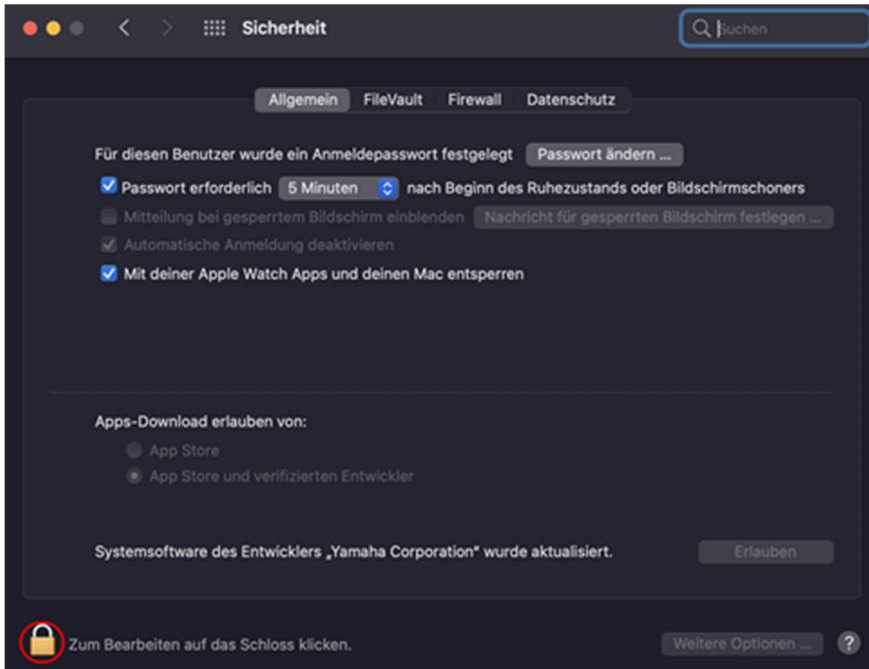 Sicherheit
Suchen
Allgemein FileVault Firewall Datenschutz
Für diesen Benutzer wurde ein Anmeldepasswort festgelegt Passwort ändern ...
Passwort erforderlich 5 Minuten nach Beginn des Ruhezustands oder Bildschirmschoners
Mitteilung bei gesperrtem Bildschirm einblenden Nachricht für gesperrten Bildschirm festlegen ...
Automatische Anmeldung deaktivieren
Mit deiner Apple Watch Apps und deinen Mac entsperren
Apps-Download erlauben von:
App Store
App Store und verifizierten Entwickler
Systemsoftware des Entwicklers „Yamaha Corporation“ wurde aktualisiert. Erlauben
Zum Bearbeiten auf das Schloss klicken. Weitere Optionen ... ?